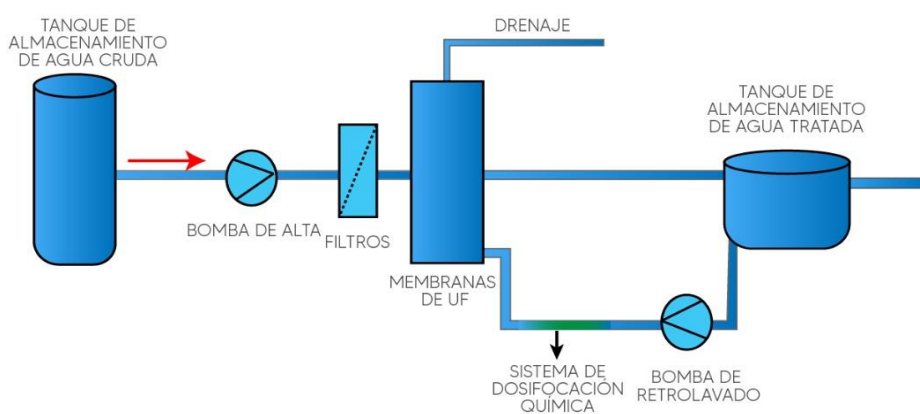 TANQUE DE
ALMACENAMIENTO
DE AGUA CRUDA
DRENAJE
TANQUE DE
ALMACENAMIENTO
DE AGUA TRATADA
BOMBA DE ALTA
FILTROS
MEMBRANAS
DE UF
SISTEMA DE
DOSIFOCACIÓN
QUÍMICA
BOMBA DE
RETROLAVADO